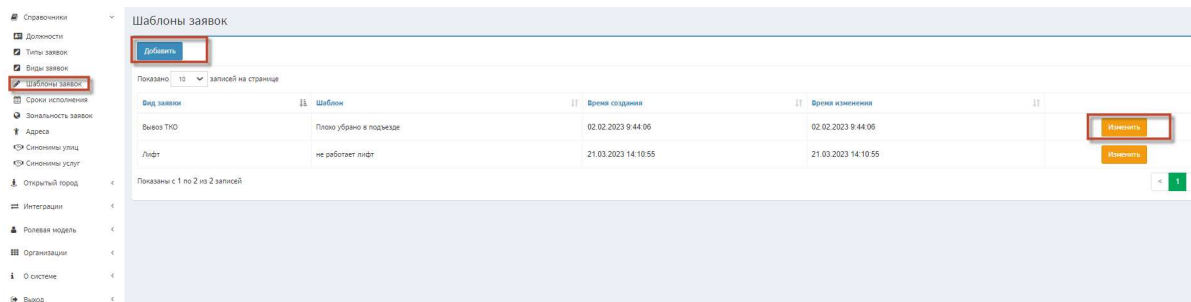 Справочники
Должности
Типы заявок
Виды заявок
Шаблоны заявок
Сроки исполнения
Зональность заявок
Адреса
Синонимы улиц
Синонимы услуг
Открытый город
Интеграции
Ролевая модель
Организации
О системе
Выход
Шаблоны заявок
Добавить
Показано 10 записей на странице
Вид заявки Шаблон Время создания Время изменения
Вывоз ТКО Плохо убрано в подъезде 02.02.2023 9:44:06 02.02.2023 9:44:06 Изменить
Лифт не работает лифт 21.03.2023 14:10:55 21.03.2023 14:10:55 Изменить
Показаны с 1 по 2 из 2 записей
< 1